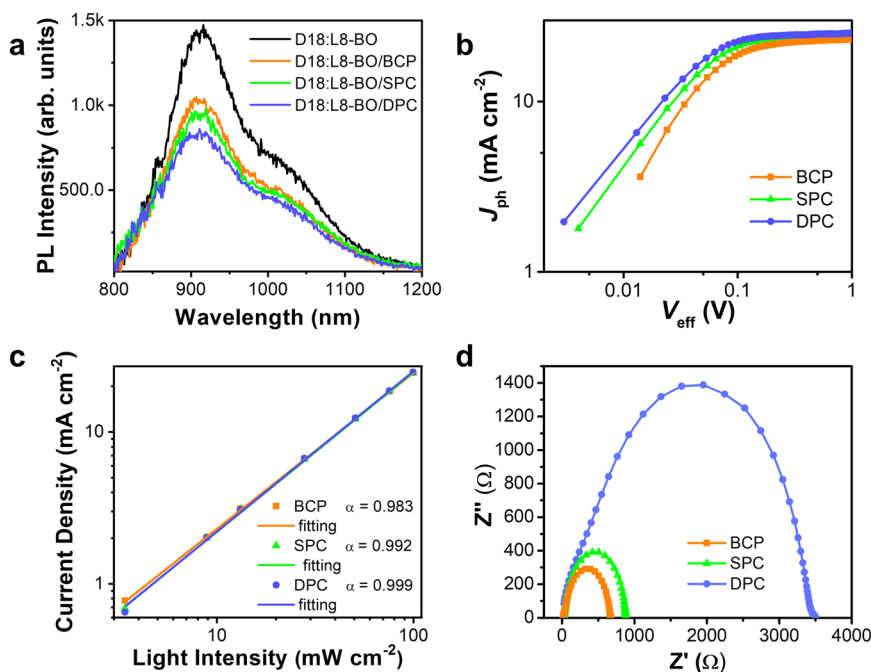 a
1.5k
1.0k
500.0
PL Intensity (arb. units)
D18:L8-BO
D18:L8-BO/BCP
D18:L8-BO/SPC
D18:L8-BO/DPC
800 900 1000 1100 1200
Wavelength (nm)
b
10
1
Jph (mA cm-2)
BCP
SPC
DPC
0.01 0.1 1
Veff (V)
c
10
1
Current Density (mA cm-2)
BCP α = 0.983
fitting
SPC α = 0.992
fitting
DPC α = 0.999
fitting
10 100
Light Intensity (mW cm-2)
d
1400
1200
1000
800
600
400
200
0
Z" (Ω)
BCP
SPC
DPC
0 1000 2000 3000 4000
Z' (Ω)